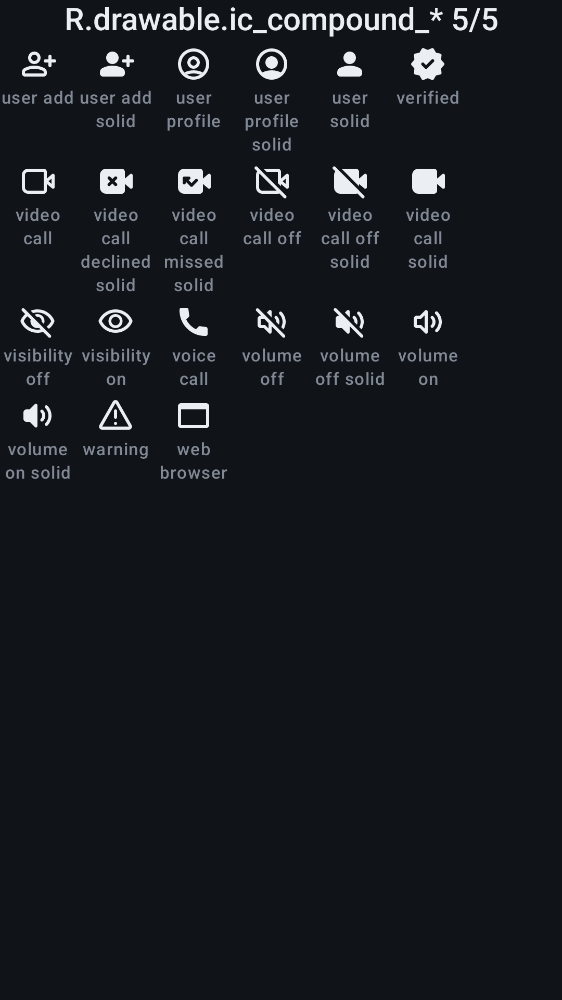 R.drawable.ic_compound_* 5/5
user add
user add
solid
user
profile
user
profile
solid
user
solid
verified
video
call
video
call
declined
solid
video
call
missed
solid
video
call off
video
call off
solid
video
call
solid
visibility
off
visibility
on
voice
call
volume
off
volume
off solid
volume
on
volume
on solid
warning
web
browser